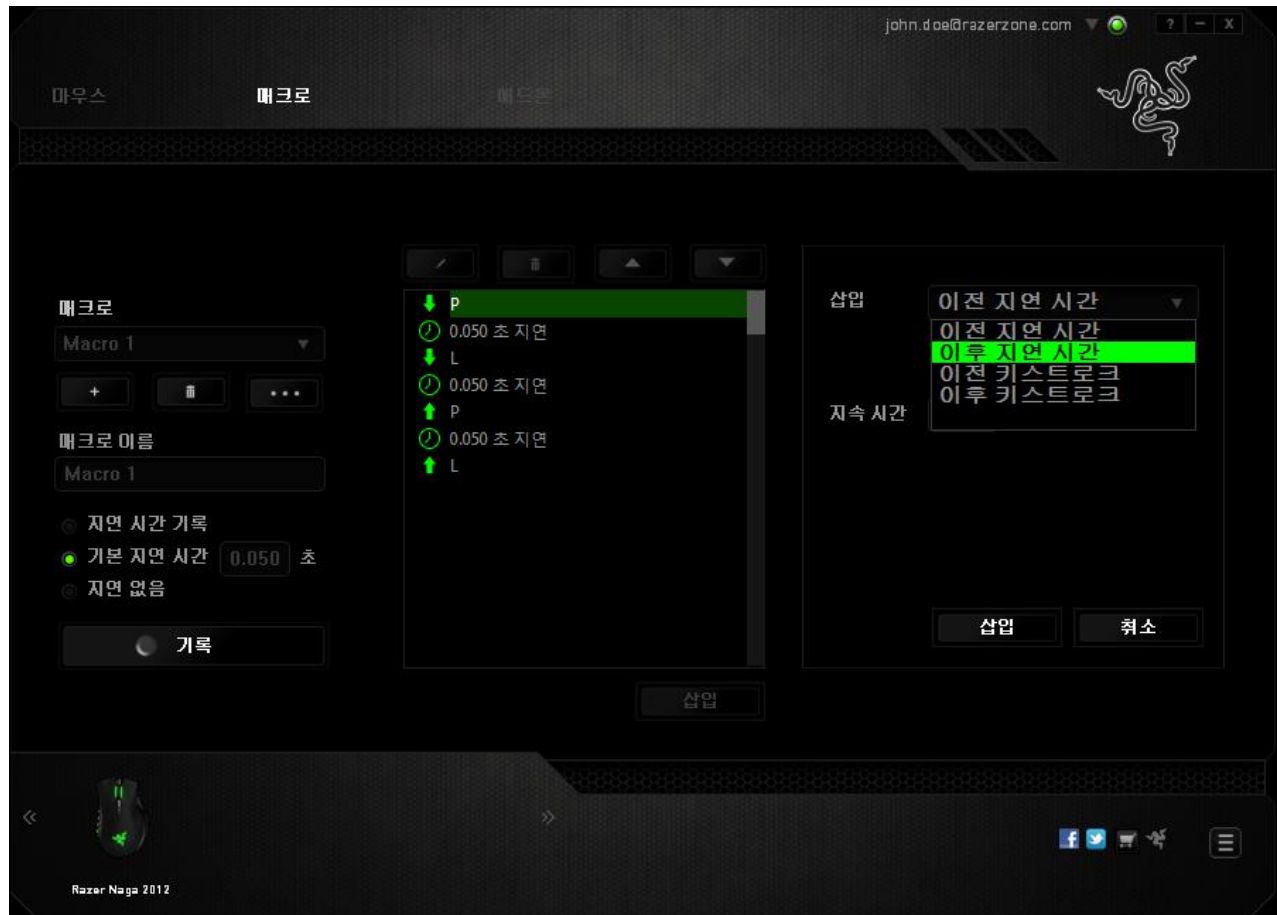 john.doe@razerzone.com
? - X
마우스
매크로
애드온
매크로
Macro 1
+
매크로 이름
Macro 1
지연 시간 기록
기본 지연 시간 0.050 초
지연 없음
기록
P
0.050 초 지연
L
0.050 초 지연
P
0.050 초 지연
L
삽입
삽입
이전 지연 시간
이전 지연 시간
이후 지연 시간
이전 키스트로크
이후 키스트로크
지속 시간
삽입
취소
Razer Naga 2012